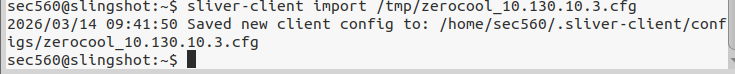 sec560@slingshot:~$ sliver-client import /tmp/zerocool_10.130.10.3.cfg
2026/03/14 09:41:50 Saved new client config to: /home/sec560/.sliver-client/conf
igs/zerocool_10.130.10.3.cfg
sec560@slingshot:~$